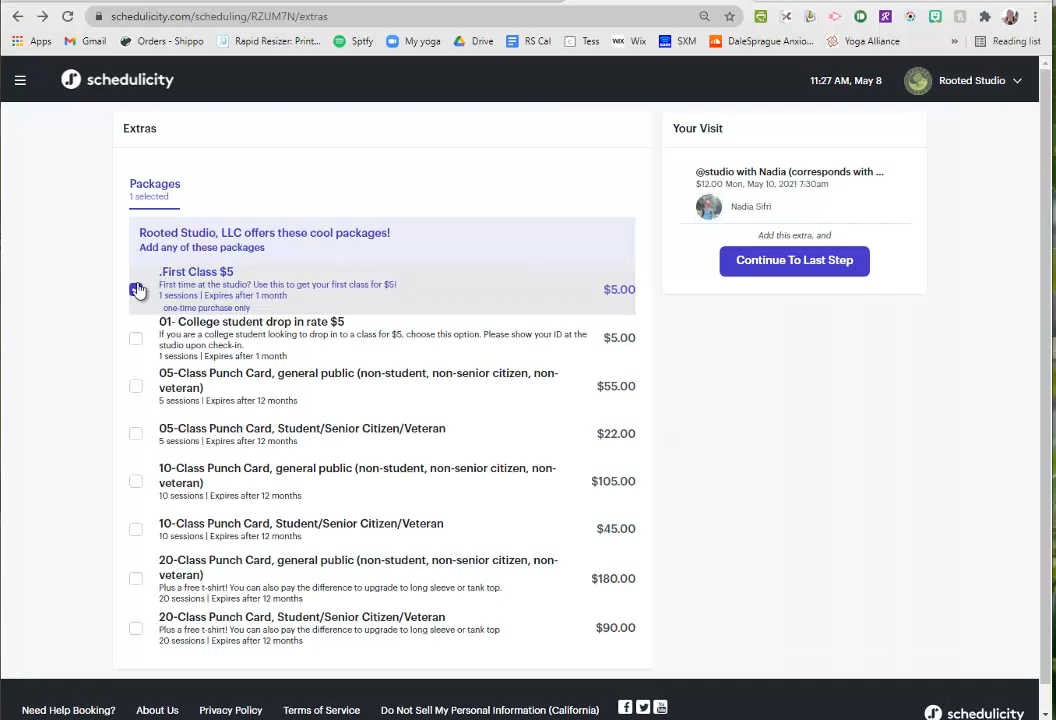 schedulicity.com/scheduling/RZUM7N/extras
Apps
Gmail
Orders - Shippo
Rapid Resizer: Print...
Sptfy
My yoga
Drive
RS Cal
Tess
WIX Wix
SXM
DaleSprague Anxio...
Yoga Alliance
»
Reading list
schedulicity
11:27 AM, May 8
Rooted Studio
Extras
Your Visit
Packages
1 selected
@studio with Nadia (corresponds with ...
$12.00 Mon, May 10, 2021 7:30am
Nadia Sifri
Add this extra, and
Continue To Last Step
Rooted Studio, LLC offers these cool packages!
Add any of these packages
.First Class $5
First time at the studio? Use this to get your first class for $5!
1 sessions | Expires after 1 month
one-time purchase only
$5.00
01- College student drop in rate $5
If you are a college student looking to drop in to a class for $5, choose this option. Please show your ID at the
studio upon check-in.
1 sessions | Expires after 1 month
$5.00
05-Class Punch Card, general public (non-student, non-senior citizen, non-
veteran)
5 sessions | Expires after 12 months
$55.00
05-Class Punch Card, Student/Senior Citizen/Veteran
5 sessions | Expires after 12 months
$22.00
10-Class Punch Card, general public (non-student, non-senior citizen, non-
veteran)
10 sessions | Expires after 12 months
$105.00
10-Class Punch Card, Student/Senior Citizen/Veteran
10 sessions | Expires after 12 months
$45.00
20-Class Punch Card, general public (non-student, non-senior citizen, non-
veteran)
Plus a free t-shirt! You can also pay the difference to upgrade to long sleeve or tank top.
20 sessions | Expires after 12 months
$180.00
20-Class Punch Card, Student/Senior Citizen/Veteran
Plus a free t-shirt! You can also pay the difference to upgrade to long sleeve or tank top
20 sessions | Expires after 12 months
$90.00
Need Help Booking?
About Us
Privacy Policy
Terms of Service
Do Not Sell My Personal Information (California)
schedulicity